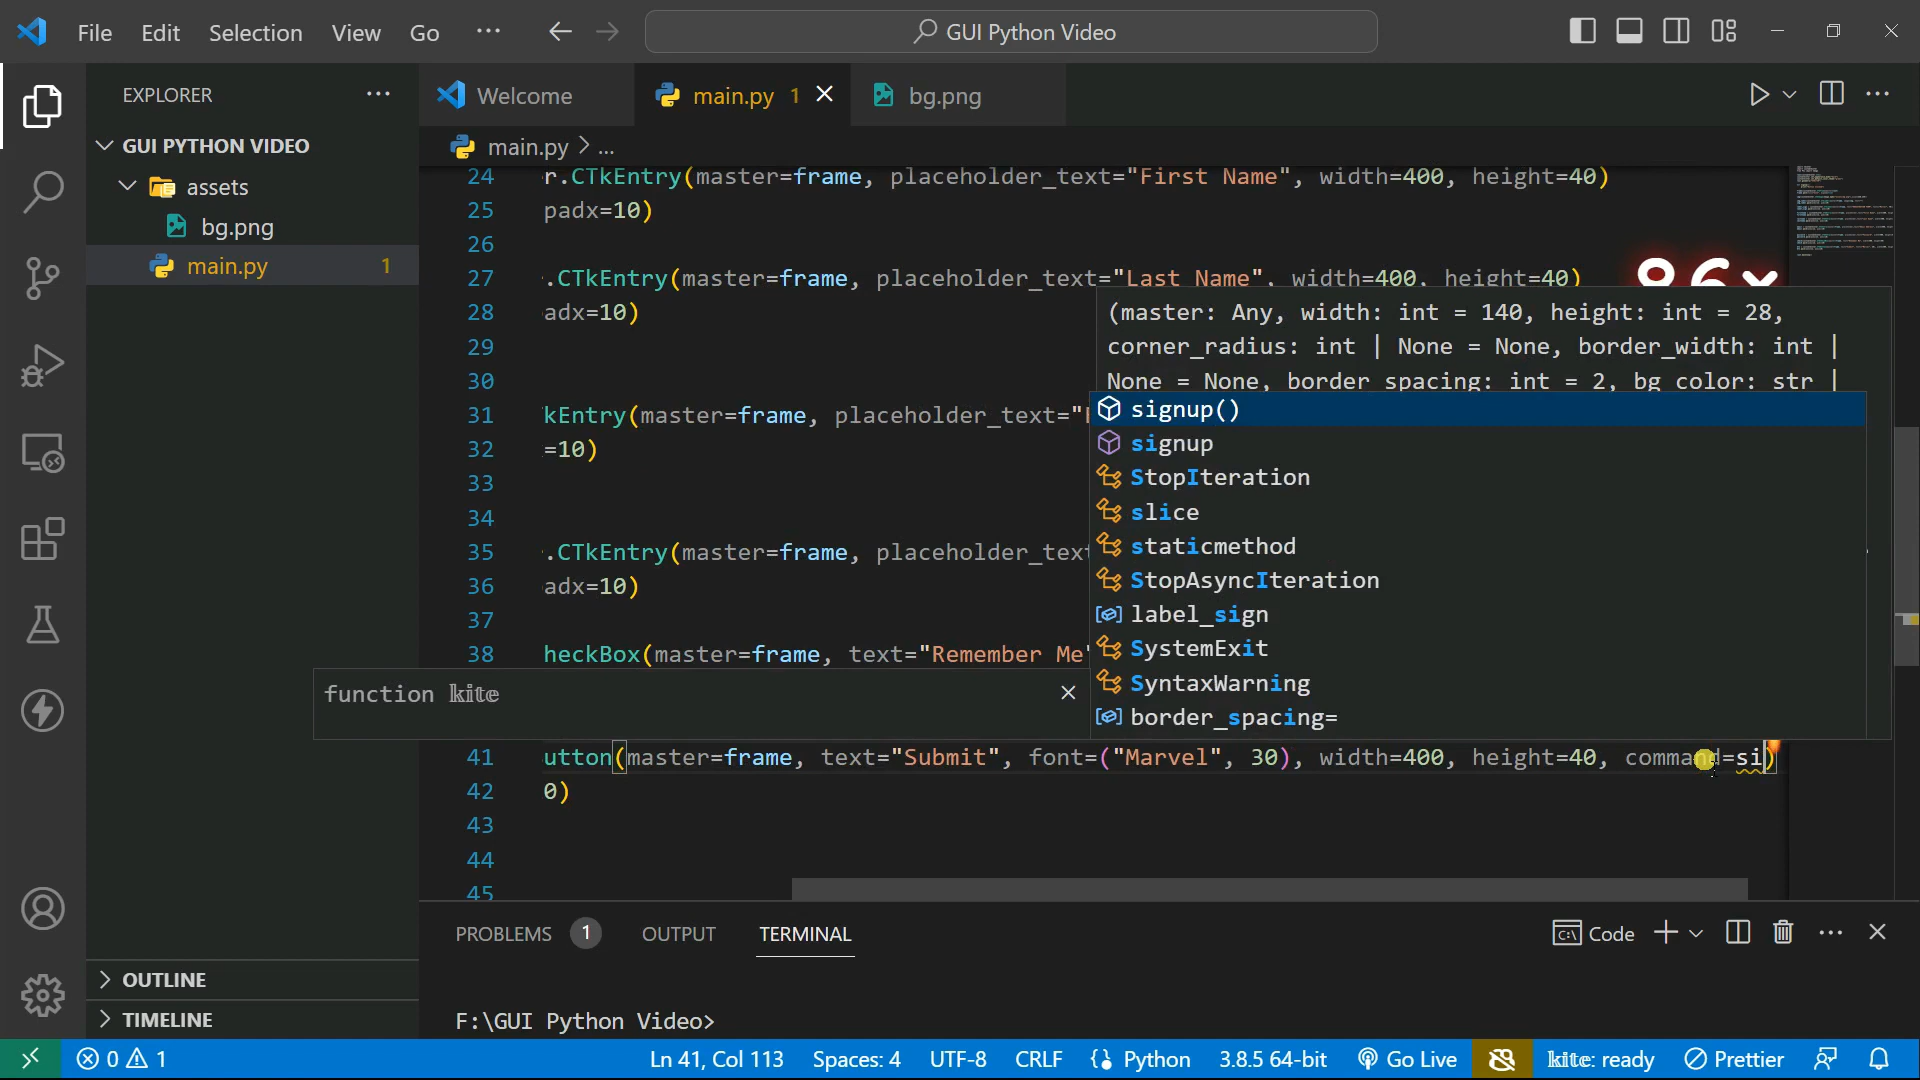 File Edit Selection View Go ... GUI Python Video
EXPLORER ...
GUI PYTHON VIDEO
assets
bg.png
main.py 1
OUTLINE
TIMELINE
Welcome main.py 1 bg.png
main.py > ...
24 r.CTkEntry(master=frame, placeholder_text="First Name", width=400, height=40)
25 padx=10)
26
27 .CTkEntry(master=frame, placeholder_text="Last Name", width=400, height=40)
86x
28 adx=10)
29
30
31 kEntry(master=frame, placeholder_text="
32 =10)
33
34
35 .CTkEntry(master=frame, placeholder_text
36 adx=10)
37
38 heckBox(master=frame, text="Remember Me"
(master: Any, width: int = 140, height: int = 28,
corner_radius: int | None = None, border_width: int |
None = None, border_spacing: int = 2, bg_color: str |
signup()
signup
StopIteration
slice
staticmethod
StopAsyncIteration
label_sign
SystemExit
SyntaxWarning
border_spacing=
function kite
41 utton(master=frame, text="Submit", font=("Marvel", 30), width=400, height=40, command=si)
42 0)
43
44
45
PROBLEMS 1 OUTPUT TERMINAL Code
F:\GUI Python Video>
0 1 Ln 41, Col 113 Spaces: 4 UTF-8 CRLF Python 3.8.5 64-bit Go Live kite: ready Prettier